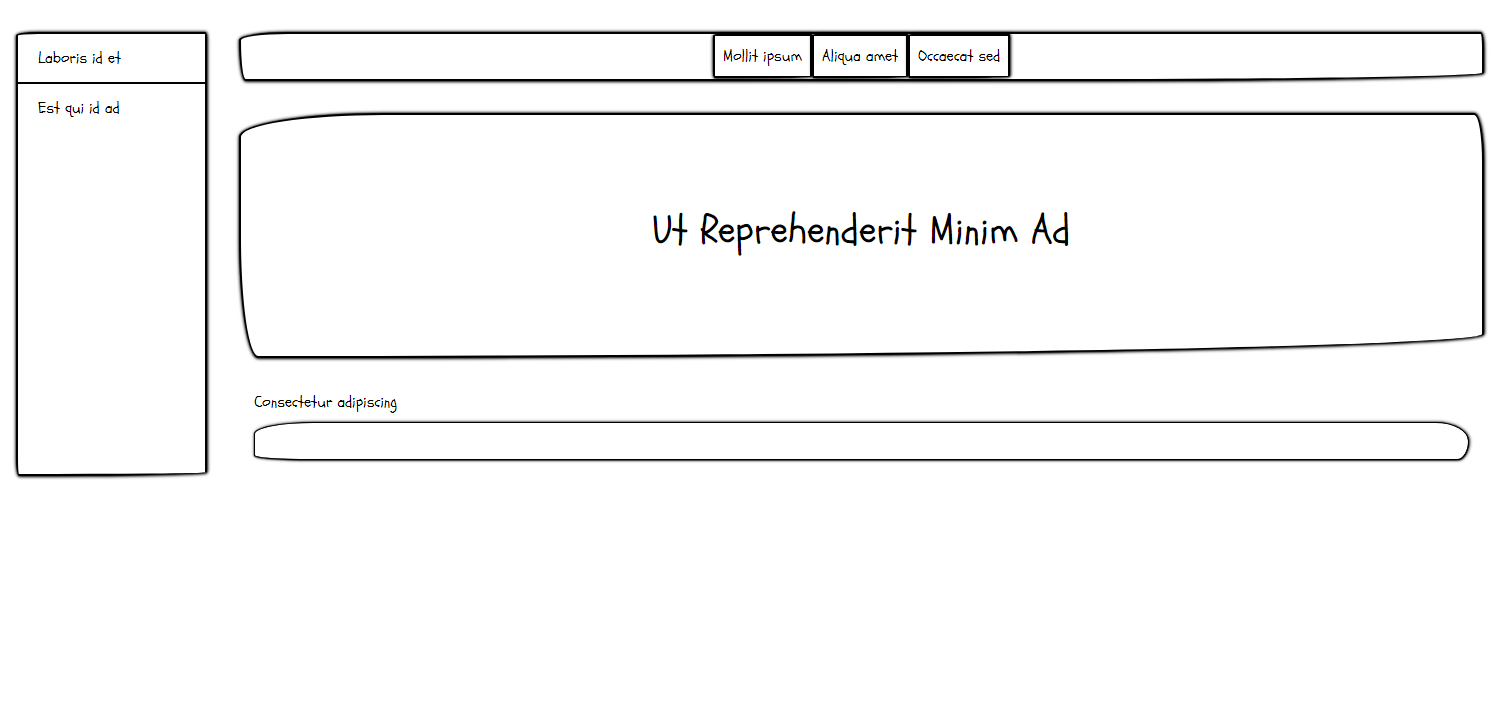 Laboris id et
Est qui id ad
Mollit ipsum
Aliqua amet
Occaecat sed
Ut Reprehenderit Minim Ad
Consectetur adipiscing